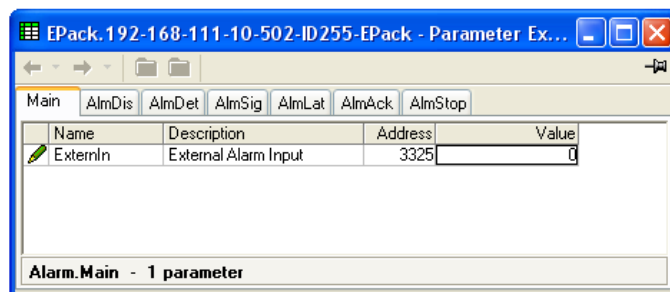 EPack.192-168-111-10-502-ID255-EPack - Parameter Ex...
Main AlmDis AlmDet AlmSig AlmLat AlmAck AlmStop
Name Description Address Value
ExternIn External Alarm Input 3325 0
Alarm.Main - 1 parameter